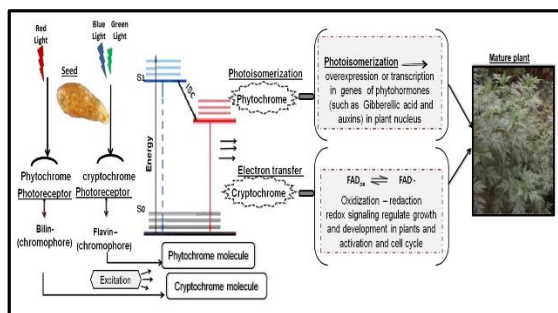 Red Light
Blue Light
Green Light
Seed
Phytochrome
Photoreceptor
cryptochrome
Photoreceptor
Bilin-
(chromophore)
Flavin-
(chromophore)
Excitation
Phytochrome molecule
Cryptochrome molecule
S1
ISC
Energy
S0
Photoisomerization
Phytochrome
Electron transfer
Cryptochrome
Photoisomerization
overexpression or transcription
in genes of phytohormones
(such as Gibberellic acid and
auxins) in plant nucleus
Oxidization – redaction
redox signaling regulate growth
and development in plants and
activation and cell cycle
Mature plant